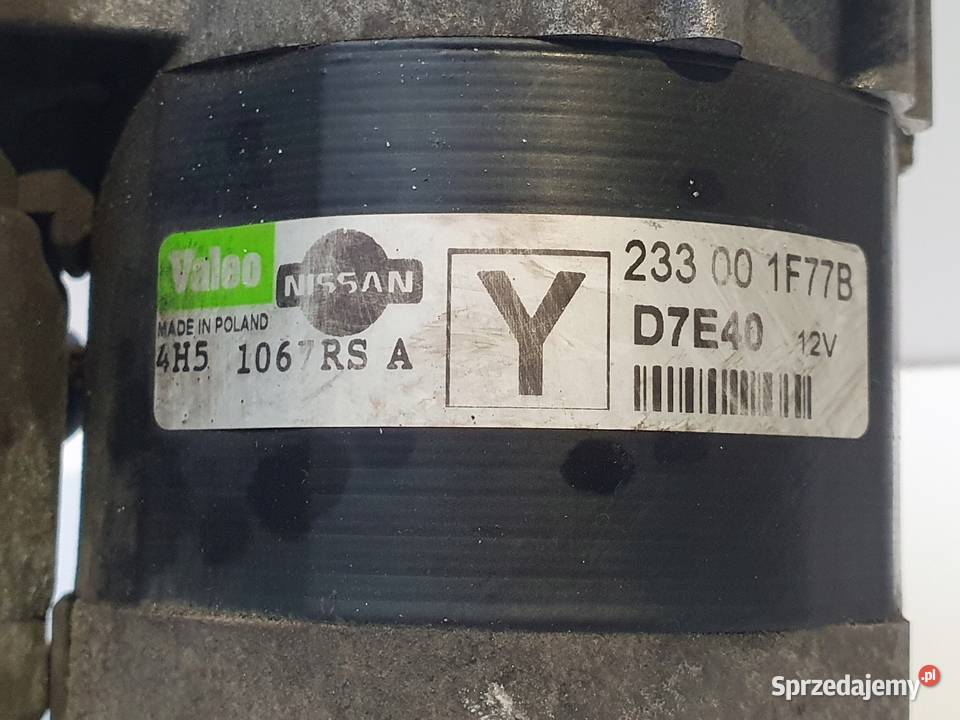 Valeo
NISSAN
MADE IN POLAND
4H5 1067RS A
Y
233 00 1F77B
D7E40 12V
Sprzedajemy.pl